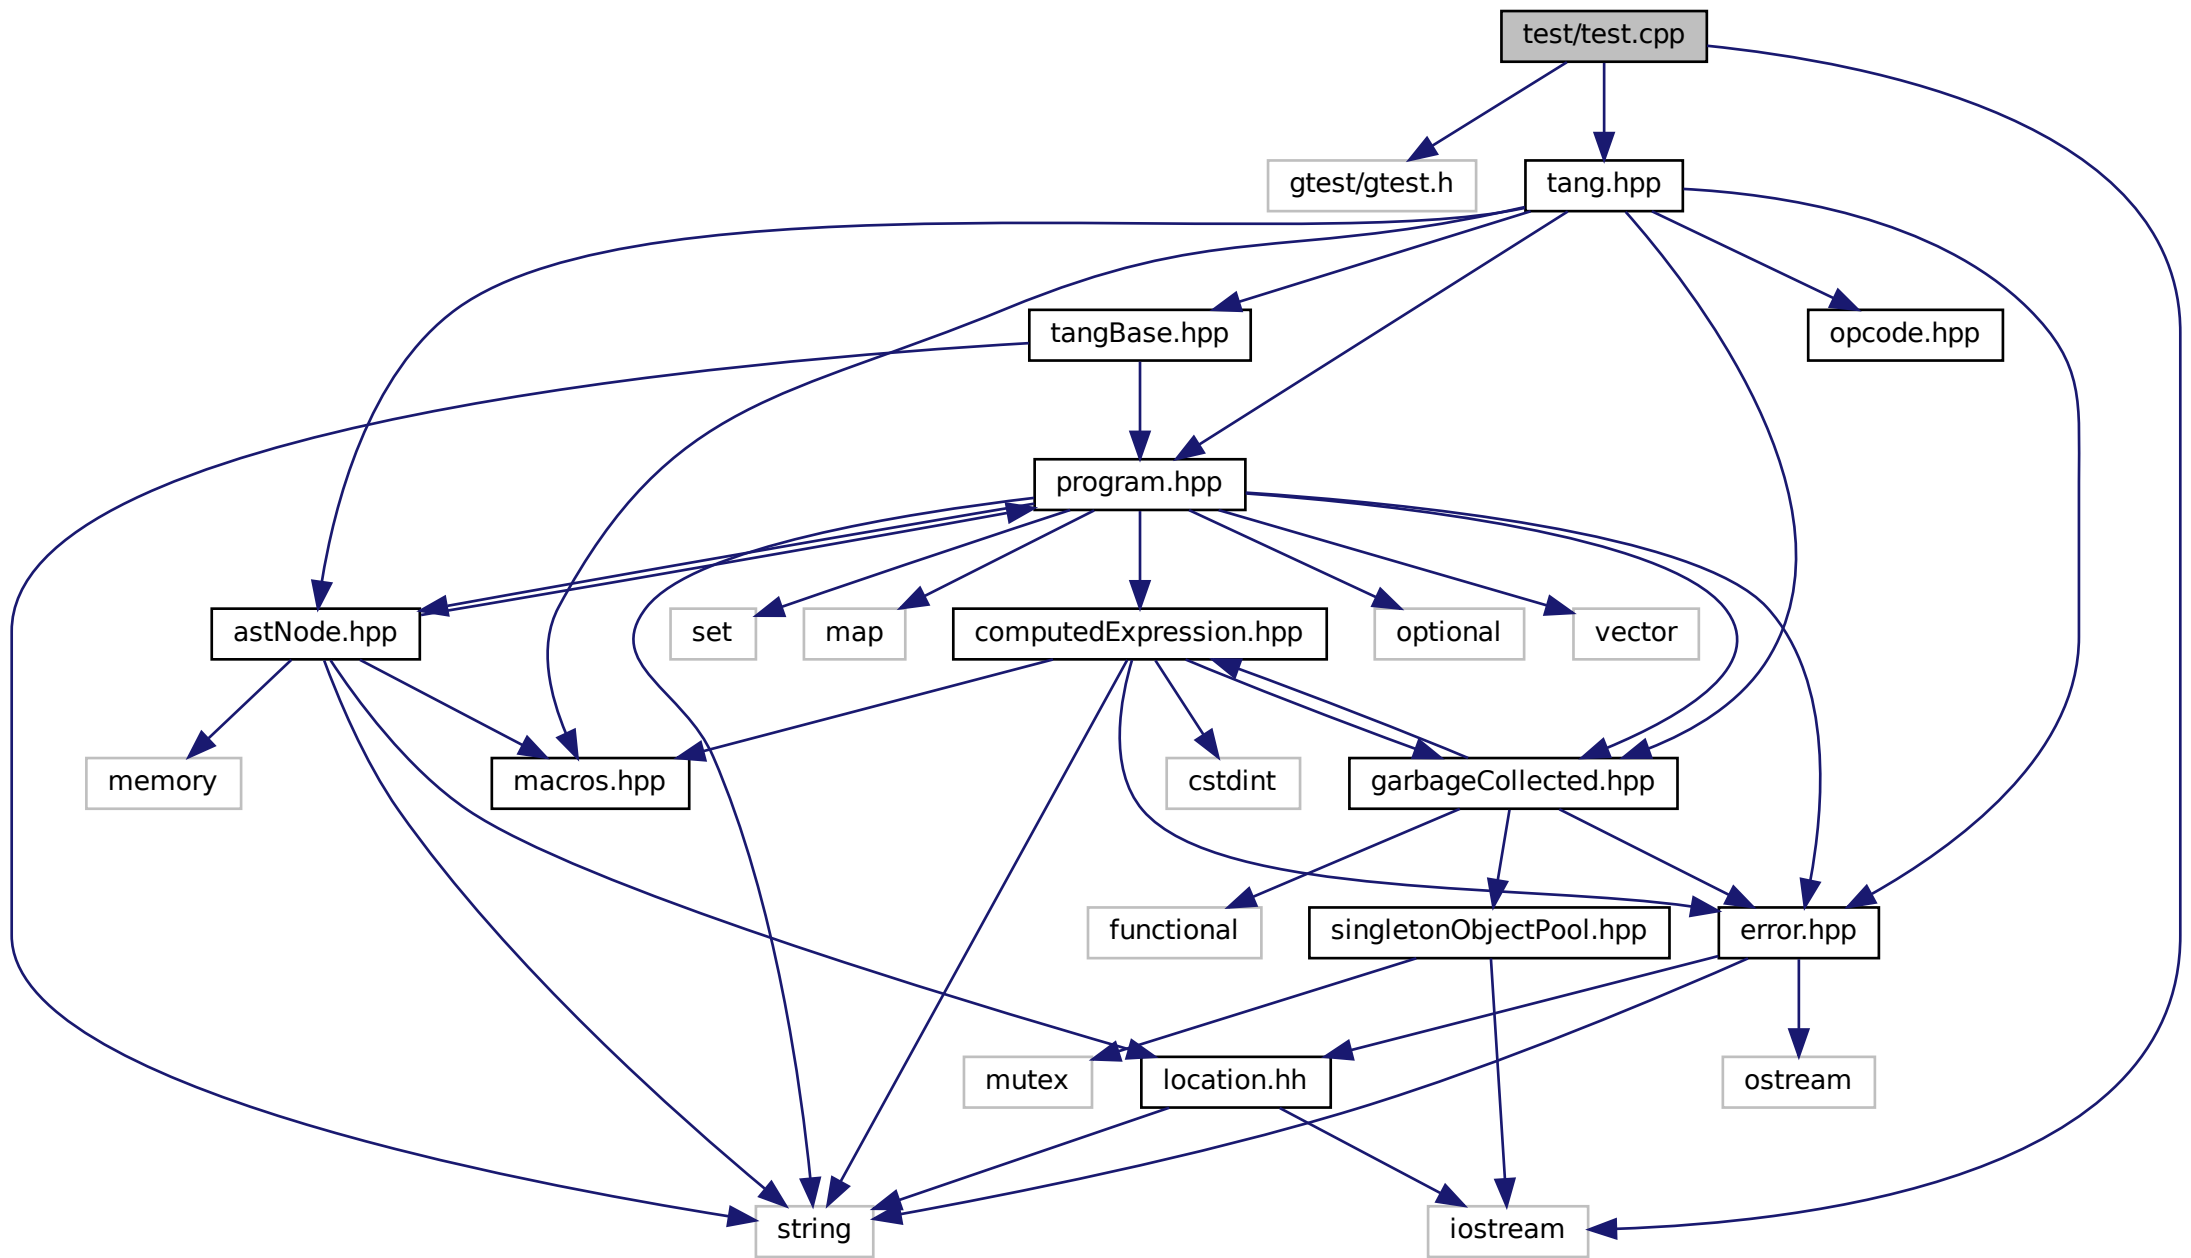 test/test.cpp
gtest/gtest.h
tang.hpp
tangBase.hpp
opcode.hpp
program.hpp
astNode.hpp
set
map
computedExpression.hpp
optional
vector
memory
macros.hpp
cstdint
garbageCollected.hpp
functional
singletonObjectPool.hpp
error.hpp
mutex
location.hh
ostream
string
iostream